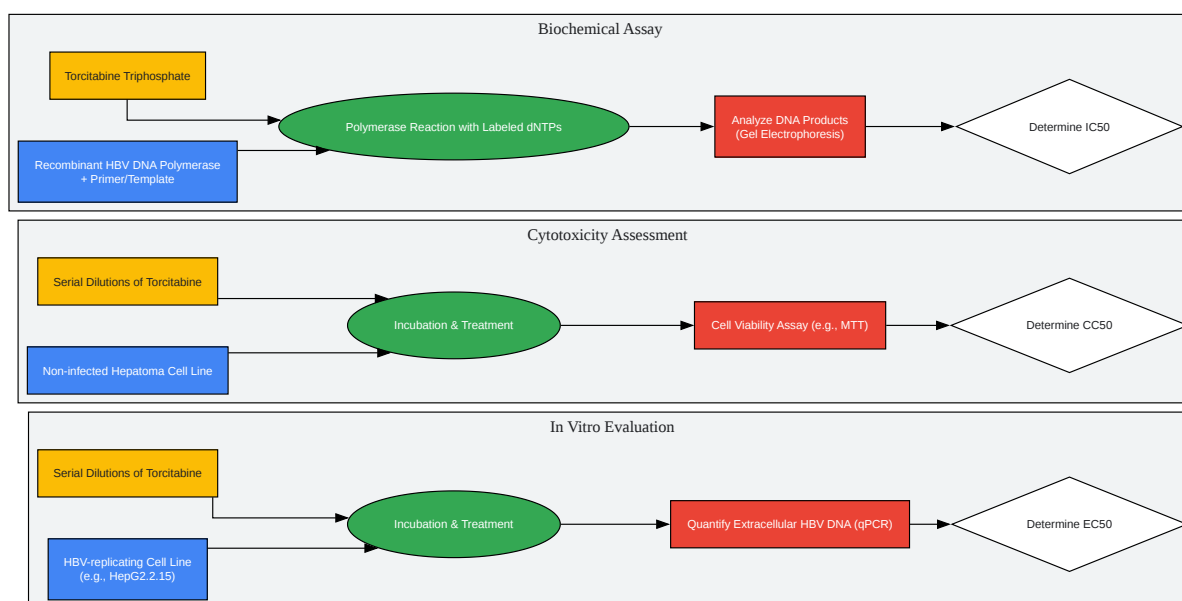 Biochemical Assay
Torcitabine Triphosphate
Recombinant HBV DNA Polymerase
+ Primer/Template
Polymerase Reaction with Labeled dNTPs
Analyze DNA Products
(Gel Electrophoresis)
Determine IC50
Cytotoxicity Assessment
Serial Dilutions of Torcitabine
Non-infected Hepatoma Cell Line
Incubation & Treatment
Cell Viability Assay (e.g., MTT)
Determine CC50
In Vitro Evaluation
Serial Dilutions of Torcitabine
HBV-replicating Cell Line
(e.g., HepG2.2.15)
Incubation & Treatment
Quantify Extracellular HBV DNA (qPCR)
Determine EC50